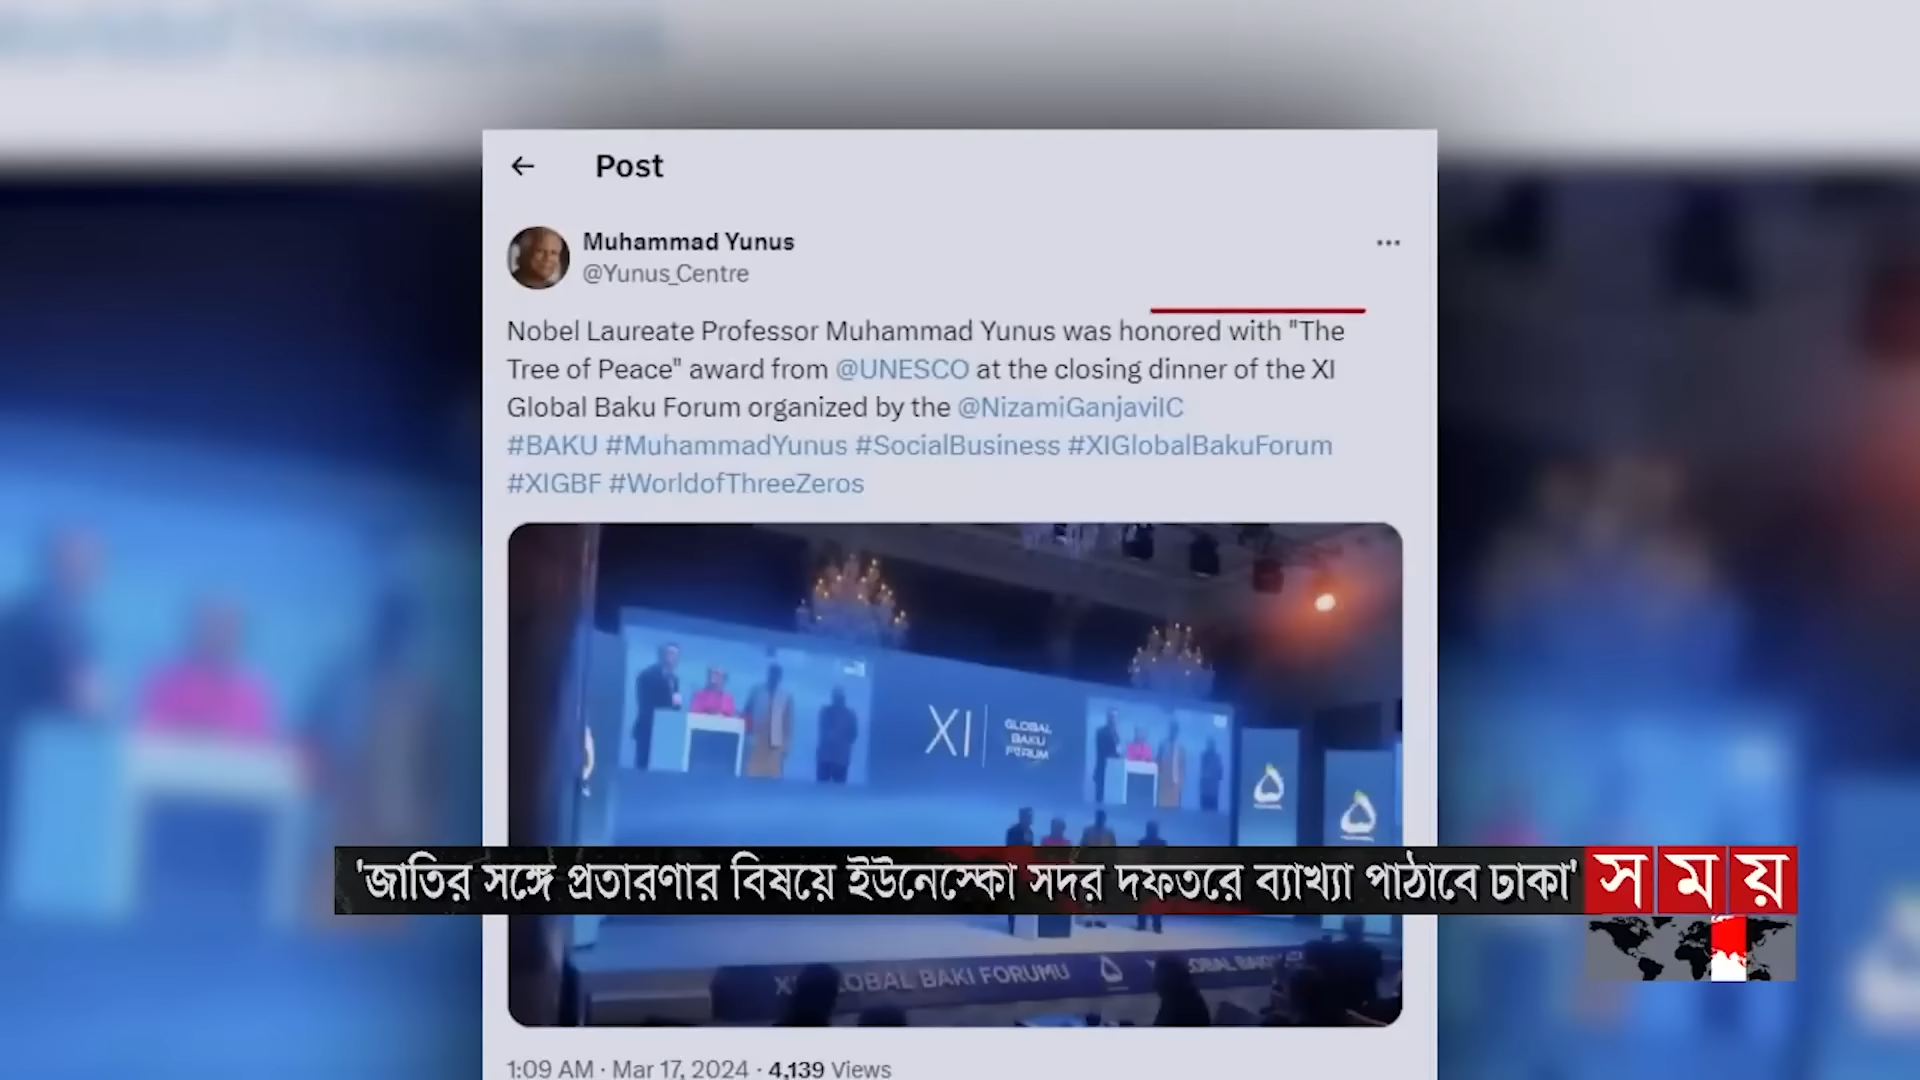 Post
Muhammad Yunus
@Yunus_Centre
Nobel Laureate Professor Muhammad Yunus was honored with "The
Tree of Peace" award from @UNESCO at the closing dinner of the XI
Global Baku Forum organized by the @NizamiGanjaviIC
#BAKU #MuhammadYunus #SocialBusiness #XIGlobalBakuForum
#XIGBF #WorldofThreeZeros
XI
GLOBAL
BAKU
FORUM
'জাতির সঙ্গে প্রতারণার বিষয়ে ইউনেস্কো সদর দফতরে ব্যাখ্যা পাঠাবে ঢাকা'
সময়
GLOBAL BAKI FORUMU
1:09 AM · Mar 17, 2024 · 4,139 Views